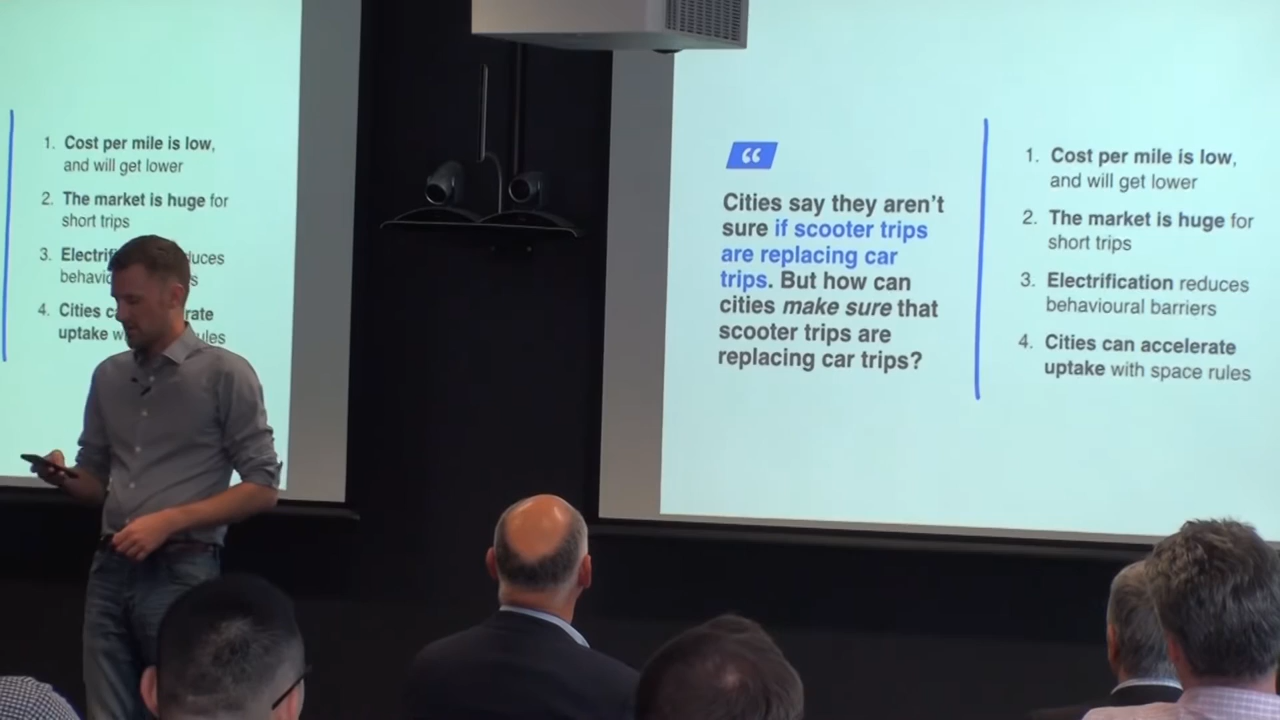 1. Cost per mile is low,
and will get lower
2. The market is huge for
short trips
3. Electrif duces
behavio s
4. Cities c rate
uptake w ules
“
Cities say they aren’t
sure if scooter trips
are replacing car
trips. But how can
cities make sure that
scooter trips are
replacing car trips?
1. Cost per mile is low,
and will get lower
2. The market is huge for
short trips
3. Electrification reduces
behavioural barriers
4. Cities can accelerate
uptake with space rules